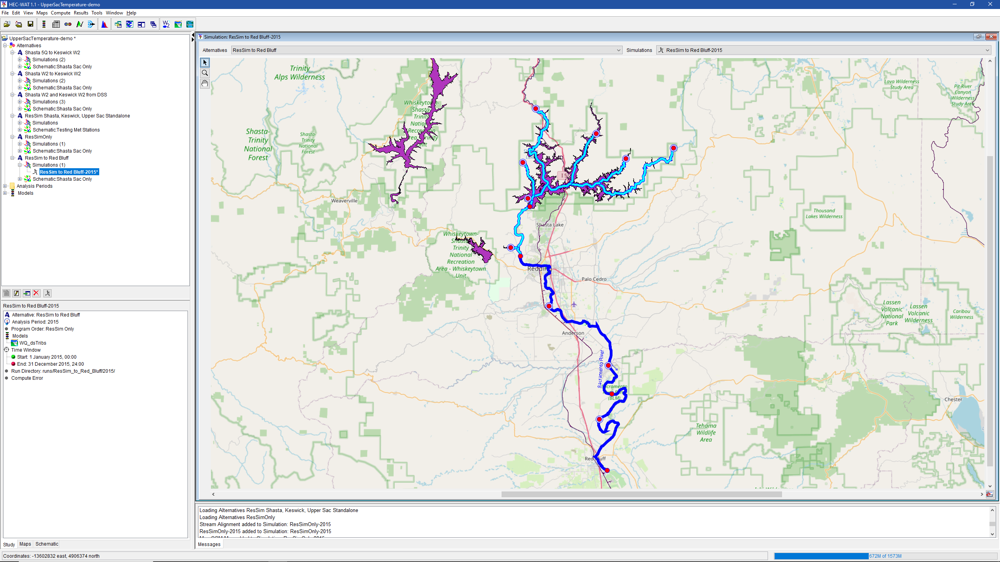 HEC-WAT 1.1 - UpperSacTemperature-demo
File Edit View Maps Compute Results Tools Window Help
W2
UpperSacTemperature-demo *
Alternatives
Shasta 5Q to Keswick W2
Simulations (2)
Schematic:Shasta Sac Only
Shasta W2 to Keswick W2
Simulations (2)
Schematic:Shasta Sac Only
Shasta W2 and Keswick W2 from DSS
Simulations (3)
Schematic:Shasta Sac Only
ResSim Shasta, Keswick, Upper Sac Standalone
Simulations
Schematic:Testing Met Stations
ResSimOnly
Simulations (1)
Schematic:Shasta Sac Only
ResSim to Red Bluff
Simulations (1)
ResSim to Red Bluff-2015*
Schematic:Shasta Sac Only
Analysis Periods
Models
ResSim to Red Bluff-2015
Alternative: ResSim to Red Bluff
Analysis Period: 2015
Program Order: ResSim Only
Models
WQ_dsTribs
Time Window
Start: 1 January 2015, 00:00
End: 31 December 2015, 24:00
Run Directory: runs/ResSim_to_Red_Bluff/2015/
Compute Error
Study Maps Schematic
Simulation: ResSim to Red Bluff-2015
Alternatives ResSim to Red Bluff Simulations ResSim to Red Bluff-2015
Trinity
Alps Wilderness
Whiskeytown-
Shasta-
Trinity
National
Forest
Shasta-
Trinity
National
Forest
Lava Wilderness
Study Area
Pit River
Canyon
Wilderness
Study Area
I 5
Weaverville
Thousand
Lakes Wilderness
Shasta Lake
Whiskeytown-
Shasta-
Trinity
National
Recreation
Area - Whiskeytown
Unit
Palo Cedro
Anderson
Lassen
Volcanic
National
Park
Lassen
Volcanic
Wilderness
Caribou
Wilderness
Sacramento River
(BLM)
Chester
Tehama
Wildlife
Area
Loading Alternatives ResSim Shasta, Keswick, Upper Sac Standalone
Loading Alternatives ResSimOnly
Stream Alignment added to Simulation: ResSimOnly-2015
ResSimOnly-2015 added to Simulation: ResSimOnly-2015
Messages
Coordinates: -13602832 east, 4906374 north
672M of 1573M